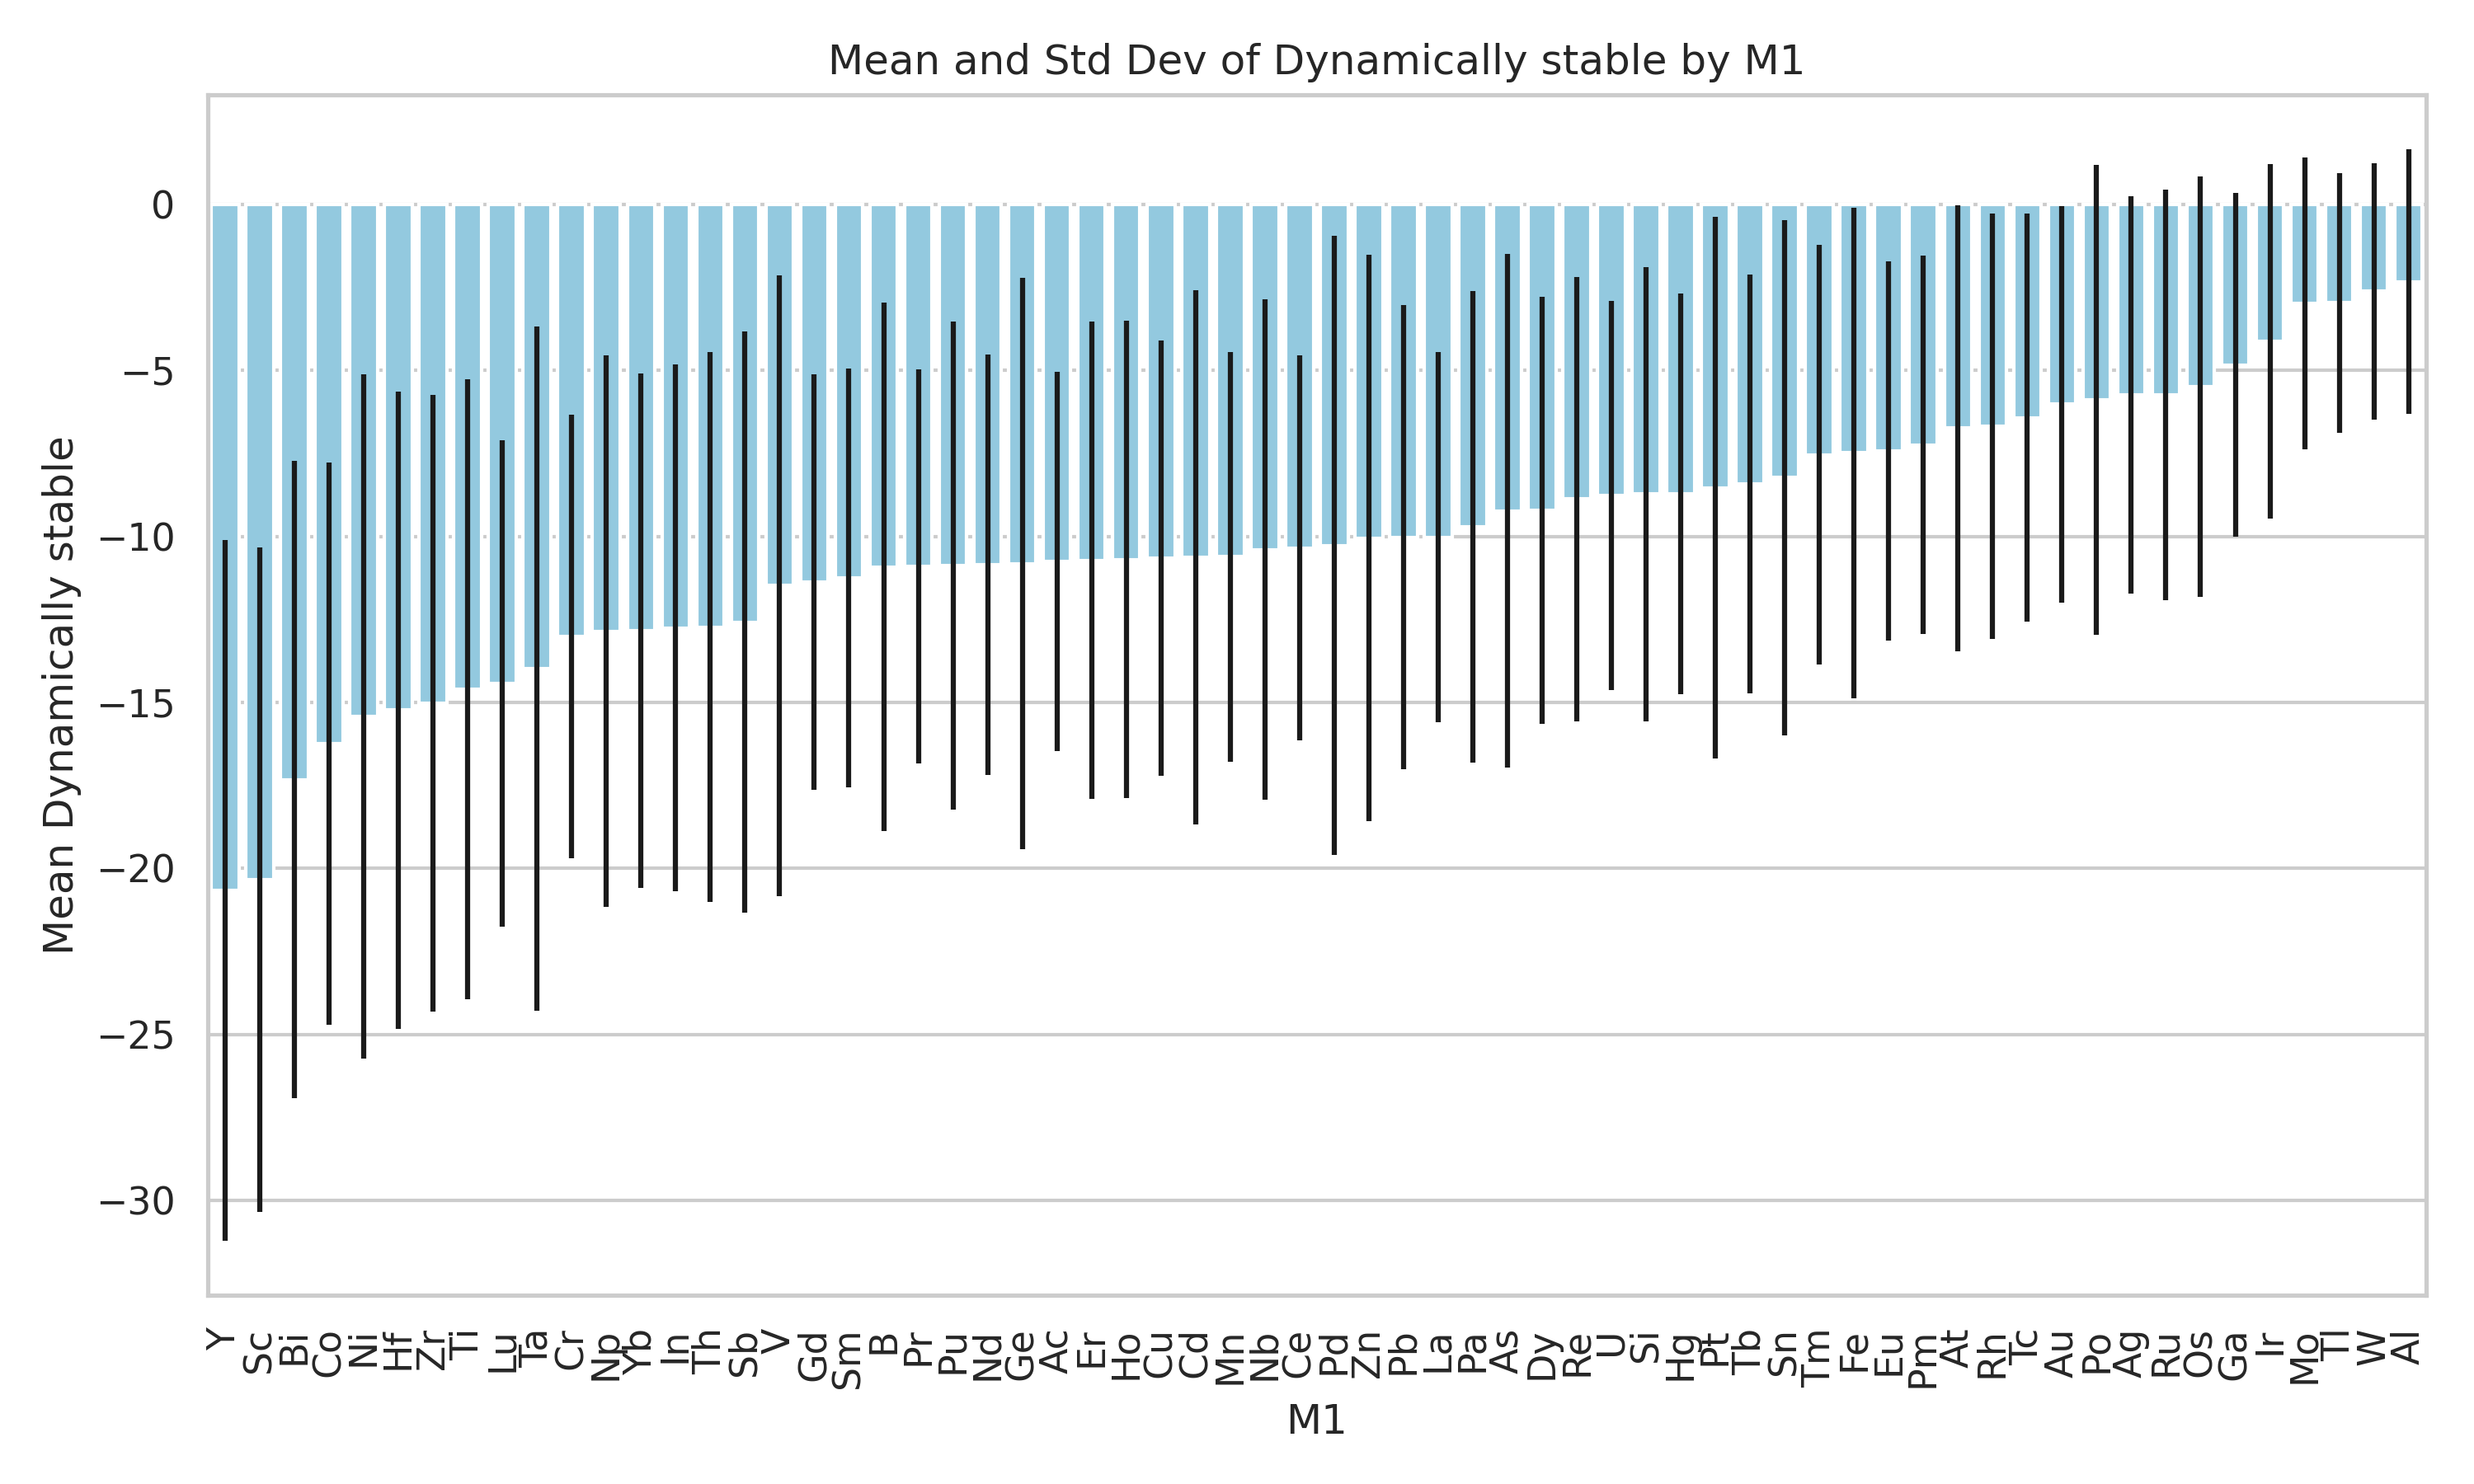 Mean and Std Dev of Dynamically stable by M1
Mean Dynamically stable
0
−5
−10
−15
−20
−25
−30
Y
Sc
Bi
Co
Ni
Hf
Zr
Ti
Lu
Ta
Cr
Np
Yb
In
Th
Sb
V
Gd
Sm
B
Pr
Pu
Nd
Ge
Ac
Er
Ho
Cu
Cd
Mn
Nb
Ce
Pd
Zn
Pb
La
Pa
As
Dy
Re
U
Si
Hg
Pt
Tb
Sn
Tm
Fe
Eu
Pm
At
Rh
Tc
Au
Po
Ag
Ru
Os
Ga
Ir
Mo
Tl
W
Al
M1